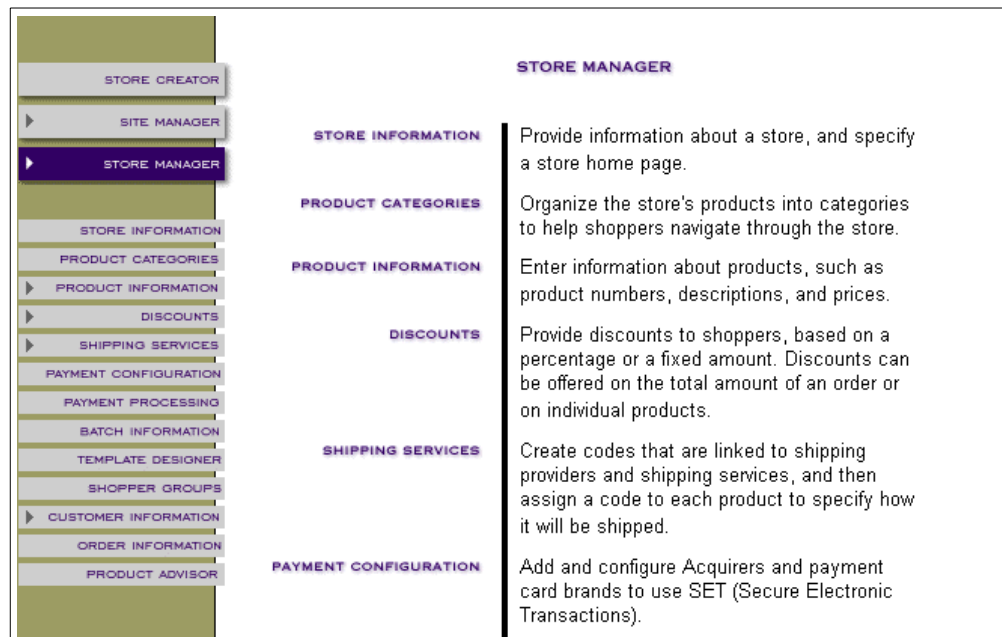 STORE CREATOR
SITE MANAGER
STORE MANAGER
STORE INFORMATION
PRODUCT CATEGORIES
PRODUCT INFORMATION
DISCOUNTS
SHIPPING SERVICES
PAYMENT CONFIGURATION
PAYMENT PROCESSING
BATCH INFORMATION
TEMPLATE DESIGNER
SHOPPER GROUPS
CUSTOMER INFORMATION
ORDER INFORMATION
PRODUCT ADVISOR
STORE MANAGER
STORE INFORMATION
Provide information about a store, and specify
a store home page.
PRODUCT CATEGORIES
Organize the store's products into categories
to help shoppers navigate through the store.
PRODUCT INFORMATION
Enter information about products, such as
product numbers, descriptions, and prices.
DISCOUNTS
Provide discounts to shoppers, based on a
percentage or a fixed amount. Discounts can
be offered on the total amount of an order or
on individual products.
SHIPPING SERVICES
Create codes that are linked to shipping
providers and shipping services, and then
assign a code to each product to specify how
it will be shipped.
PAYMENT CONFIGURATION
Add and configure Acquirers and payment
card brands to use SET (Secure Electronic
Transactions).